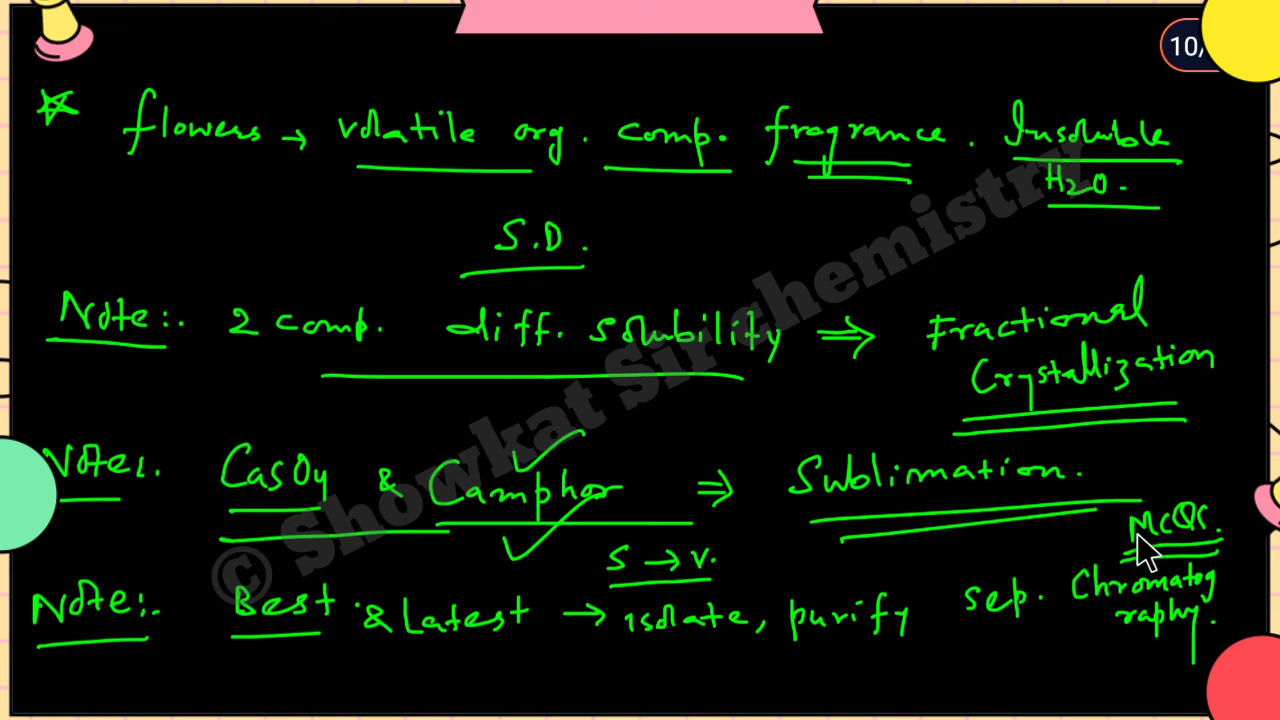 10/
☆ flowers → volatile org. comp. fragrance. Insoluble
H2O.
S.D.
Note:. 2 comp. diff. solubility ⇒ Fractional
Crystallization
Note:. CaSO4 & Camphor ⇒ Sublimation.
MCQs.
S → V.
Note:. Best & Latest → isolate, purify sep. Chromatog
raphy.
© Showkat Sir chemistry